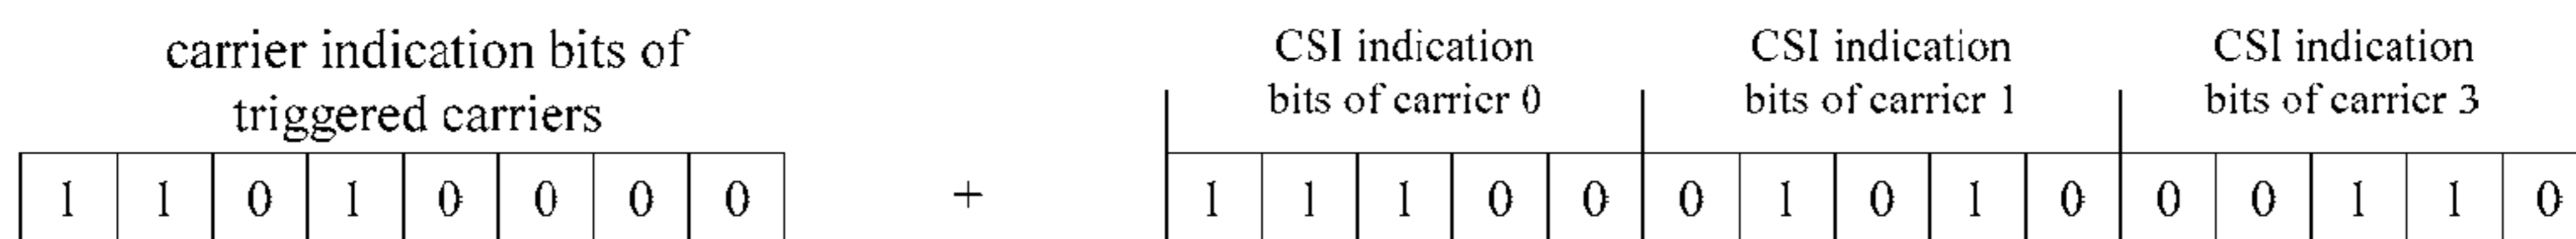 carrier indication bits of
triggered carriers
CSI indication
bits of carrier 0
CSI indication
bits of carrier 1
CSI indication
bits of carrier 3
1 1 0 1 0 0 0 0 + 1 1 1 0 0 0 1 0 1 0 0 0 1 1 0